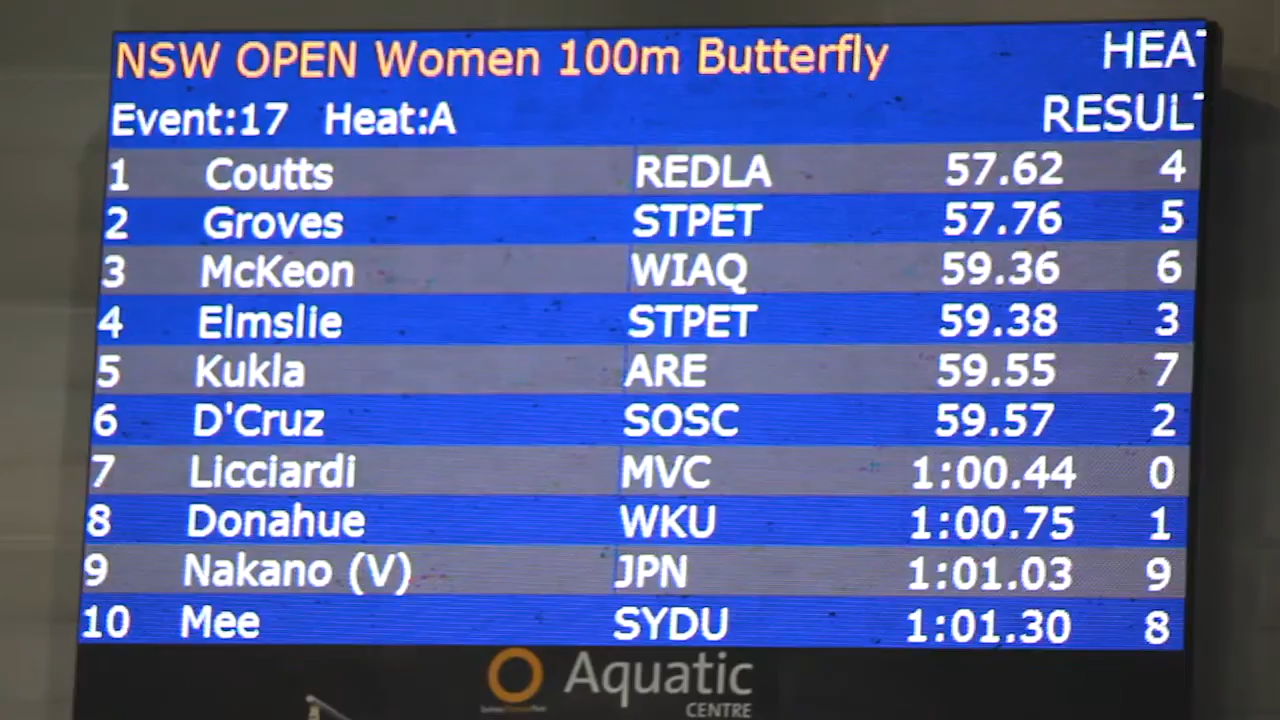 NSW OPEN Women 100m Butterfly HEAT
Event:17 Heat:A RESULT
1 Coutts REDLA 57.62 4
2 Groves STPET 57.76 5
3 McKeon WIAQ 59.36 6
4 Elmslie STPET 59.38 3
5 Kukla ARE 59.55 7
6 D'Cruz SOSC 59.57 2
7 Licciardi MVC 1:00.44 0
8 Donahue WKU 1:00.75 1
9 Nakano (V) JPN 1:01.03 9
10 Mee SYDU 1:01.30 8
Aquatic
CENTRE